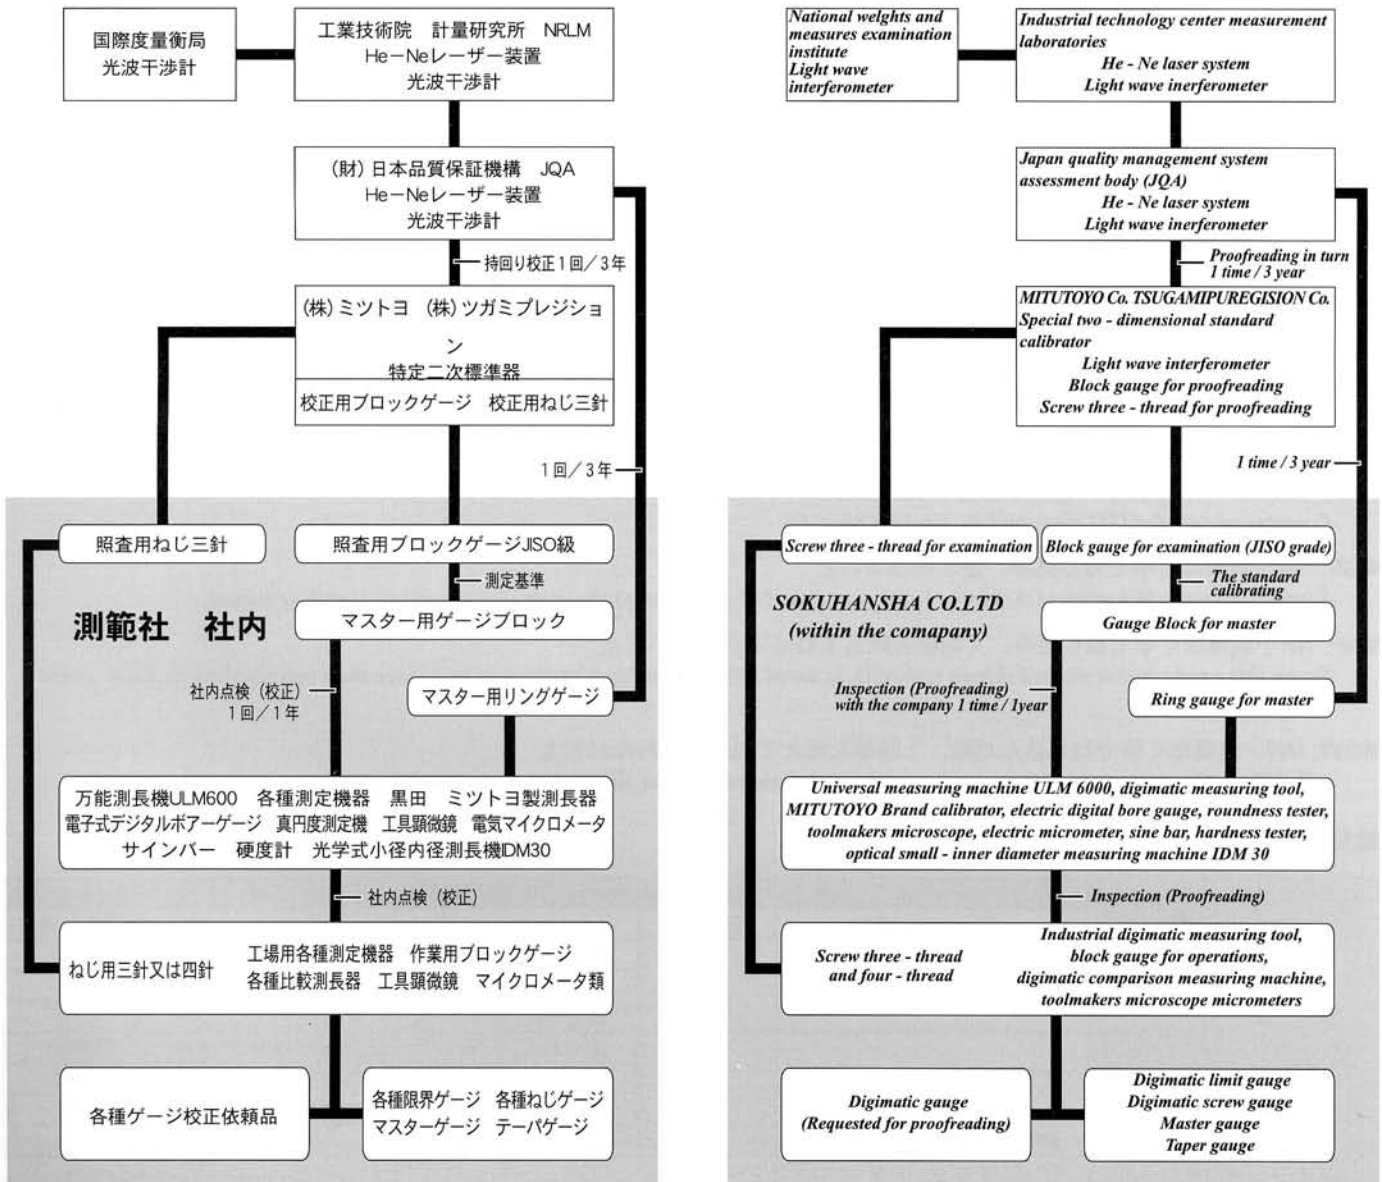 国際度量衡局
光波干渉計
工業技術院 計量研究所 NRLM
He−Neレーザー装置
光波干渉計
(財)日本品質保証機構 JQA
He−Neレーザー装置
光波干渉計
持回り校正1回／3年
(株)ミツトヨ (株)ツガミプレジショ
ン
特定二次標準器
校正用ブロックゲージ 校正用ねじ三針
1回／3年
照査用ねじ三針
照査用ブロックゲージJISO級
測定基準
測範社 社内
マスター用ゲージブロック
社内点検(校正)
1回／1年
マスター用リングゲージ
万能測長機ULM600 各種測定機器 黒田 ミツトヨ製測長器
電子式デジタルボアーゲージ 真円度測定機 工具顕微鏡 電気マイクロメータ
サインバー 硬度計 光学式小径内径測長機IDM30
社内点検(校正)
ねじ用三針又は四針
工場用各種測定機器 作業用ブロックゲージ
各種比較測長器 工具顕微鏡 マイクロメータ類
各種ゲージ校正依頼品
各種限界ゲージ 各種ねじゲージ
マスターゲージ テーパゲージ
National welghts and
measures examination
institute
Light wave
interferometer
Industrial technology center measurement
laboratories
He - Ne laser system
Light wave inerferometer
Japan quality management system
assessment body (JQA)
He - Ne laser system
Light wave inerferometer
Proofreading in turn
1 time / 3 year
MITUTOYO Co. TSUGAMIPUREGISION Co.
Special two - dimensional standard
calibrator
Light wave interferometer
Block gauge for proofreading
Screw three - thread for proofreading
1 time / 3 year
Screw three - thread for examination
Block gauge for examination (JISO grade)
The standard
calibrating
SOKUHANSHA CO.LTD
(within the comapany)
Gauge Block for master
Inspection (Proofreading)
with the company 1 time / 1year
Ring gauge for master
Universal measuring machine ULM 6000, digimatic measuring tool,
MITUTOYO Brand calibrator, electric digital bore gauge, roundness tester,
toolmakers microscope, electric micrometer, sine bar, hardness tester,
optical small - inner diameter measuring machine IDM 30
Inspection (Proofreading)
Screw three - thread
and four - thread
Industrial digimatic measuring tool,
block gauge for operations,
digimatic comparison measuring machine,
toolmakers microscope micrometers
Digimatic gauge
(Requested for proofreading)
Digimatic limit gauge
Digimatic screw gauge
Master gauge
Taper gauge